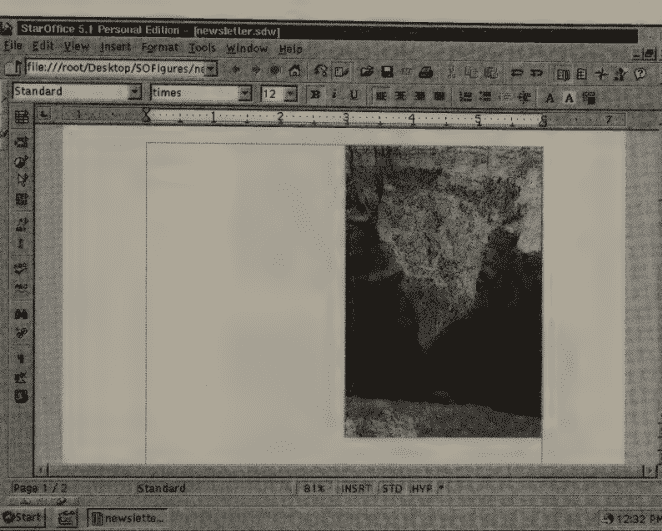 StarOffice 5.1 Personal Edition - [newsletter.sdw]
File Edit View Insert Format Tools Window Help
file:///root/Desktop/SOFigures/ne
Standard times 12 B i U A A
1 1 2 3 4 5 6 7
Page 1 / 2 Standard 81% INSRT STD HYP *
Start newslette... 12:32 PM